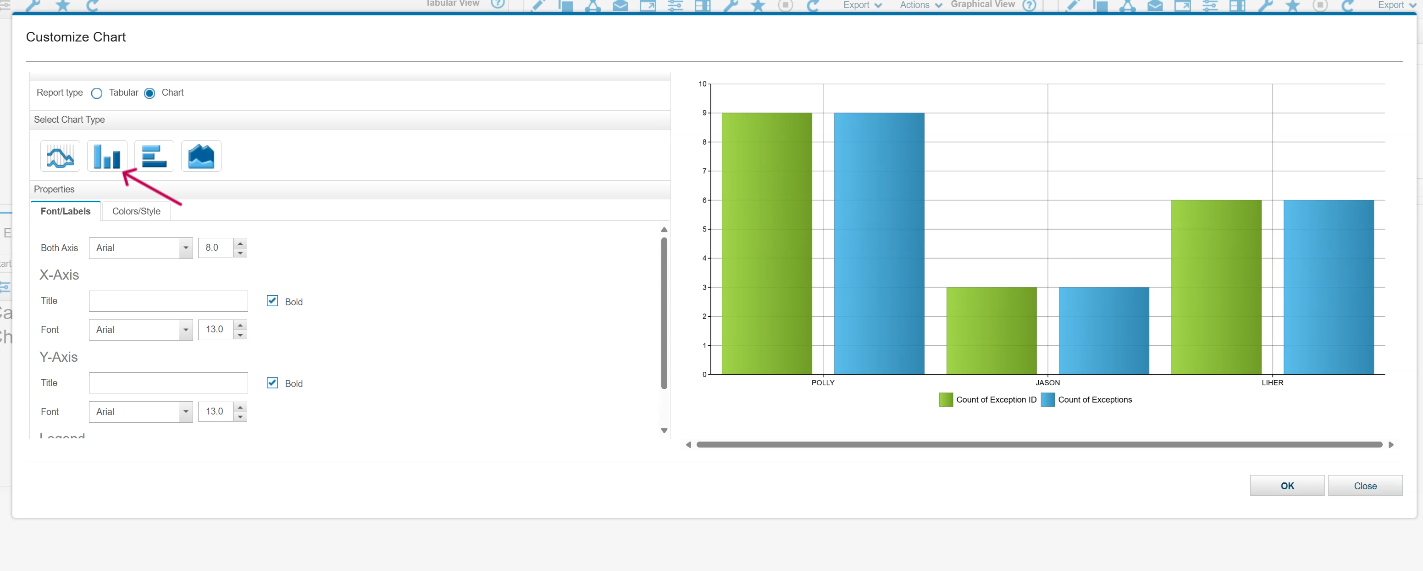 Tabular View ? Export Actions Graphical View ? Export
Customize Chart
Report type Tabular Chart
Select Chart Type
Properties
Font/Labels Colors/Style
Both Axis Arial 8.0
X-Axis
Title Bold
Font Arial 13.0
Y-Axis
Title Bold
Font Arial 13.0
Legend
10
9
8
7
6
5
4
3
2
1
0
POLLY JASON LIHER
Count of Exception ID Count of Exceptions
OK Close